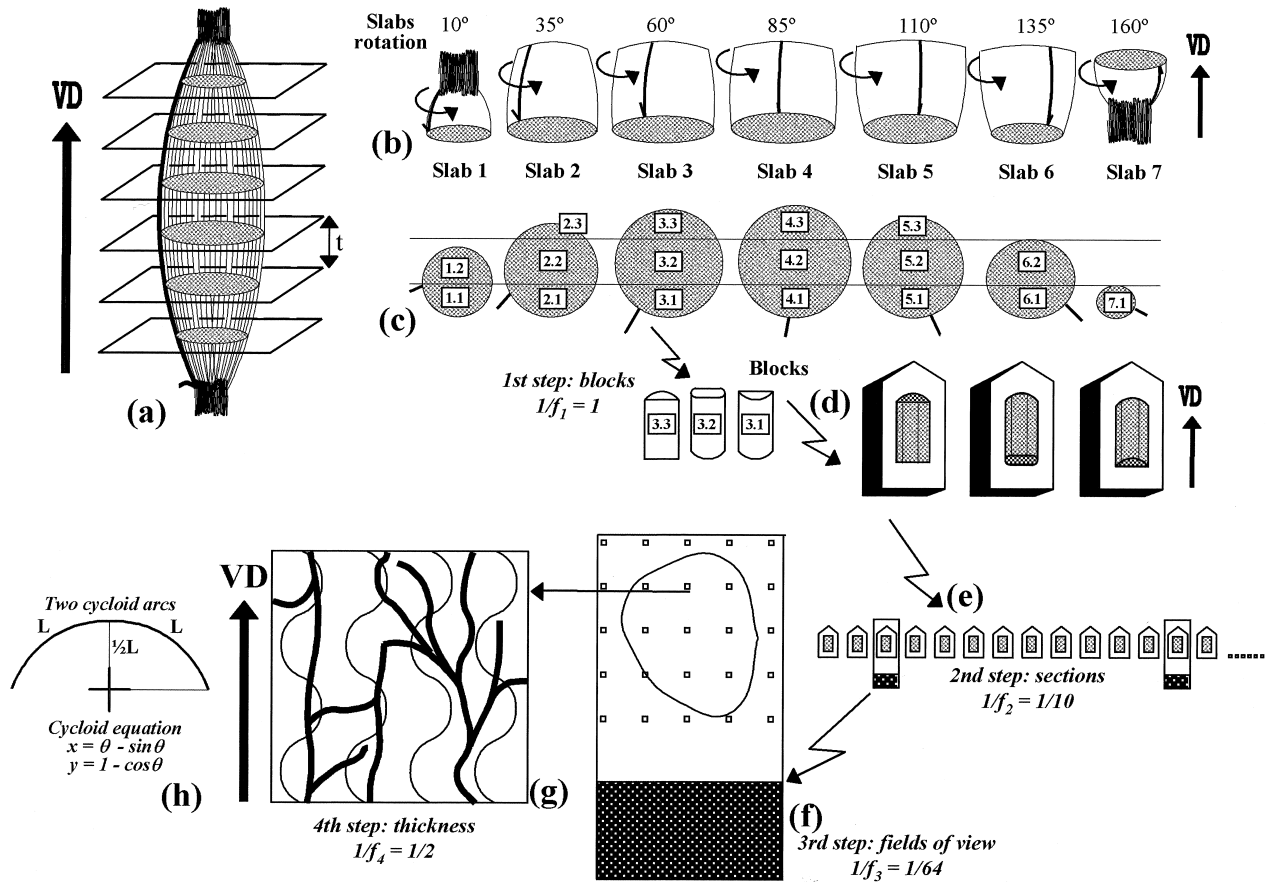 VD
t
(a)
Slabs
rotation
10º 35º 60º 85º 110º 135º 160º
VD
(b)
Slab 1 Slab 2 Slab 3 Slab 4 Slab 5 Slab 6 Slab 7
2.3 3.3 4.3 5.3
1.2 2.2 3.2 4.2 5.2 6.2
1.1 2.1 3.1 4.1 5.1 6.1 7.1
(c)
1st step: blocks
1/f1 = 1
Blocks
3.3 3.2 3.1
(d)
VD
(e)
2nd step: sections
1/f2 = 1/10
(f)
3rd step: fields of view
1/f3 = 1/64
VD
(g)
4th step: thickness
1/f4 = 1/2
Two cycloid arcs
L L
½L
Cycloid equation
x = θ - sinθ
y = 1 - cosθ
(h)